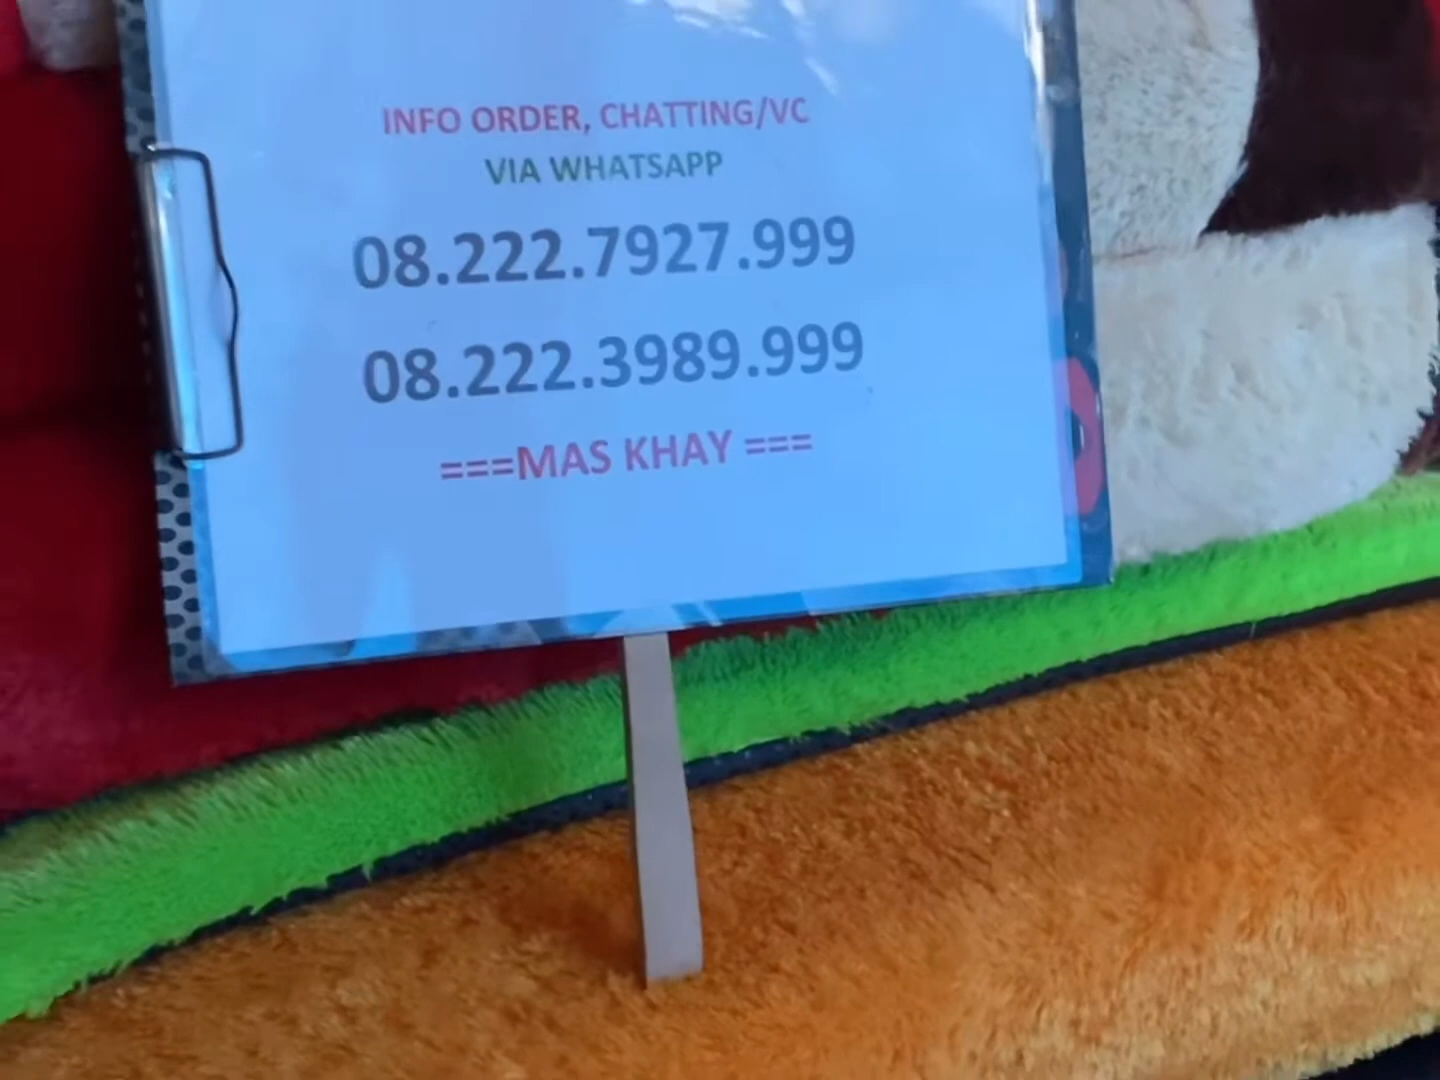 INFO ORDER, CHATTING/VC
VIA WHATSAPP
08.222.7927.999
08.222.3989.999
===MAS KHAY ===